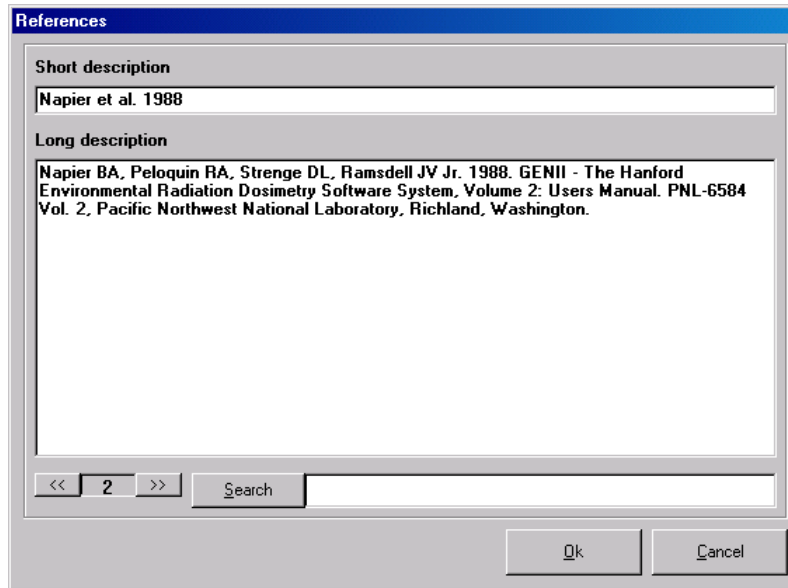 References
Short description
Napier et al. 1988
Long description
Napier BA, Peloquin RA, Strenge DL, Ramsdell JV Jr. 1988. GENII - The Hanford
Environmental Radiation Dosimetry Software System, Volume 2: Users Manual. PNL-6584
Vol. 2, Pacific Northwest National Laboratory, Richland, Washington.
<< 2 >> Search
Ok Cancel